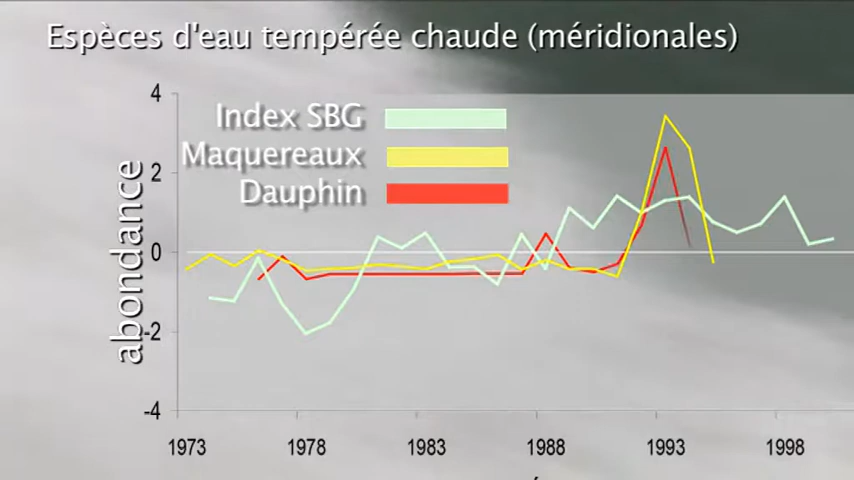 Espèces d'eau tempérée chaude (méridionales)
4
Index SBG
Maquereaux
2
Dauphin
abondance
0
-2
-4
1973 1978 1983 1988 1993 1998